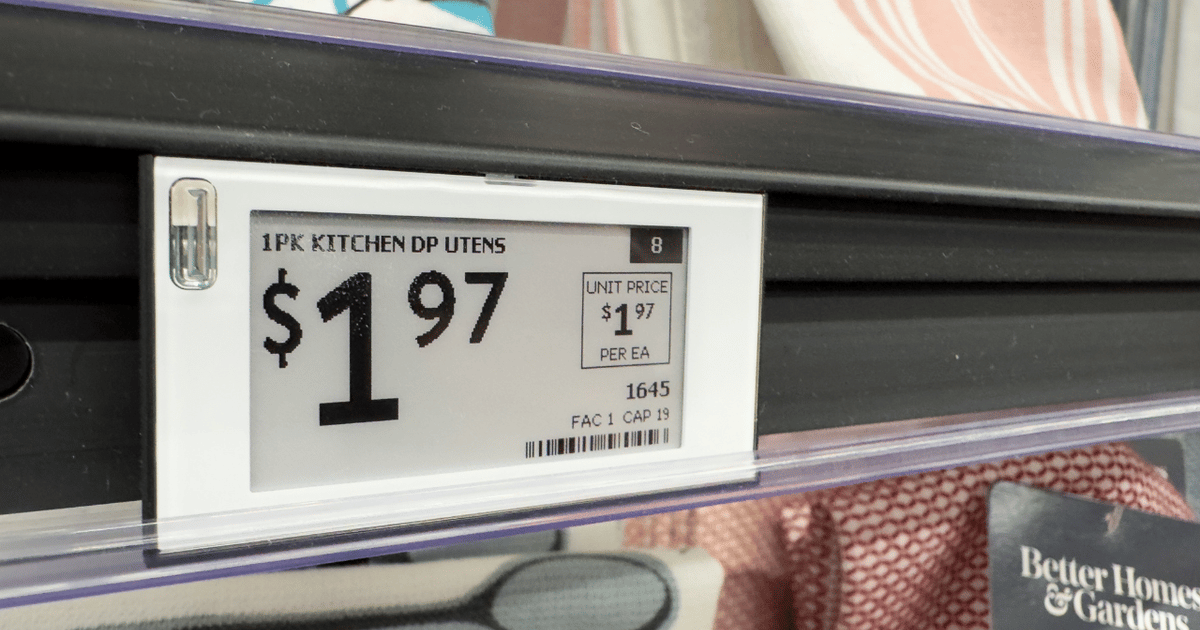 1PK KITCHEN DP UTENS
8
$1 97
UNIT PRICE
$1 97
PER EA
1645
FAC 1 CAP 19
Better Homes
& Gardens